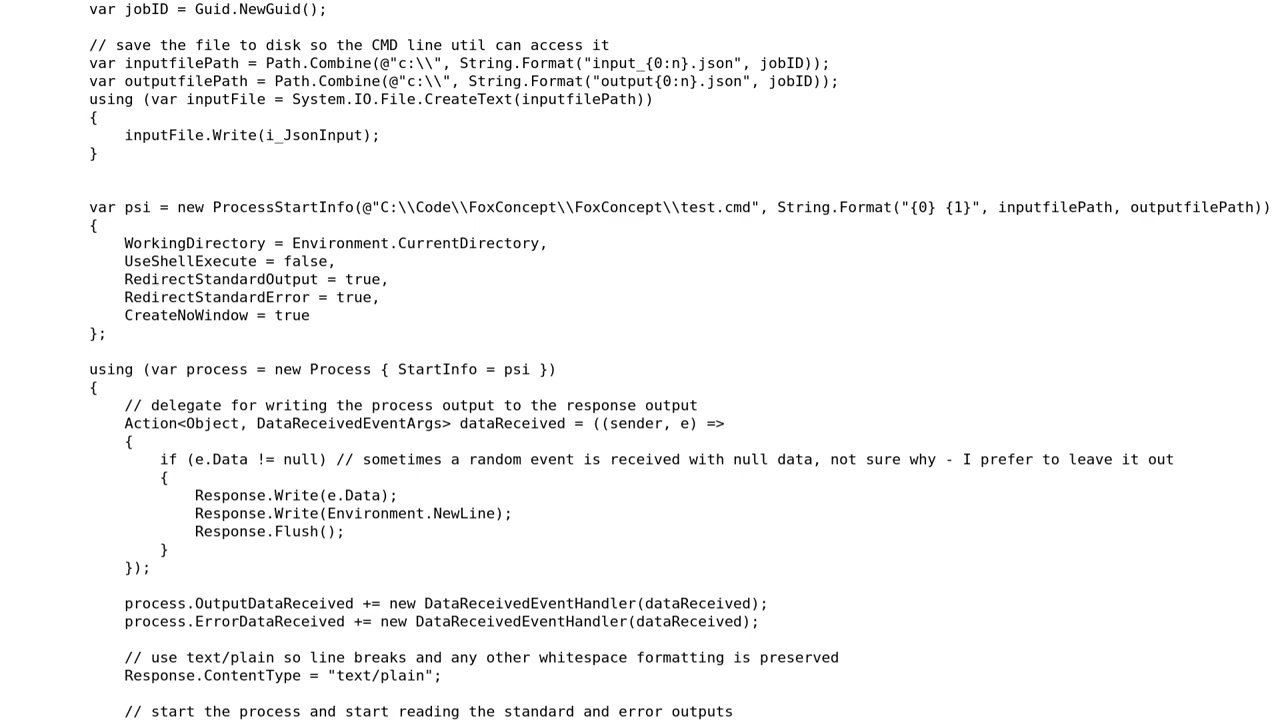 var jobID = Guid.NewGuid();

// save the file to disk so the CMD line util can access it
var inputfilePath = Path.Combine(@"c:\\", String.Format("input_{0:n}.json", jobID));
var outputfilePath = Path.Combine(@"c:\\", String.Format("output{0:n}.json", jobID));
using (var inputFile = System.IO.File.CreateText(inputfilePath))
{
    inputFile.Write(i_JsonInput);
}


var psi = new ProcessStartInfo(@"C:\\Code\\FoxConcept\\FoxConcept\\test.cmd", String.Format("{0} {1}", inputfilePath, outputfilePath))
{
    WorkingDirectory = Environment.CurrentDirectory,
    UseShellExecute = false,
    RedirectStandardOutput = true,
    RedirectStandardError = true,
    CreateNoWindow = true
};

using (var process = new Process { StartInfo = psi })
{
    // delegate for writing the process output to the response output
    Action<Object, DataReceivedEventArgs> dataReceived = ((sender, e) =>
    {
        if (e.Data != null) // sometimes a random event is received with null data, not sure why - I prefer to leave it out
        {
            Response.Write(e.Data);
            Response.Write(Environment.NewLine);
            Response.Flush();
        }
    });

    process.OutputDataReceived += new DataReceivedEventHandler(dataReceived);
    process.ErrorDataReceived += new DataReceivedEventHandler(dataReceived);

    // use text/plain so line breaks and any other whitespace formatting is preserved
    Response.ContentType = "text/plain";

    // start the process and start reading the standard and error outputs